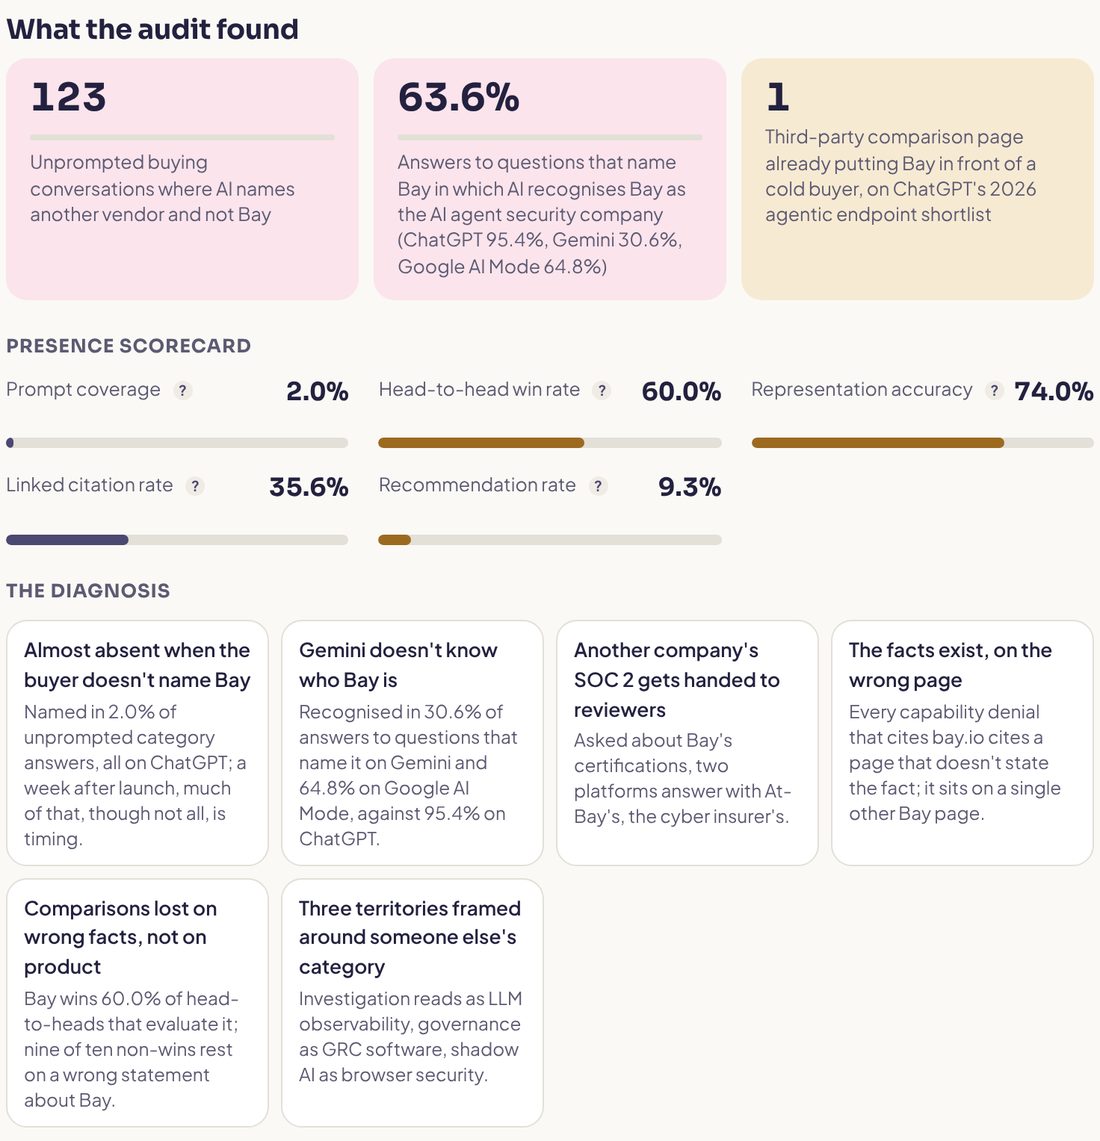 What the audit found
123
Unprompted buying
conversations where AI names
another vendor and not Bay
63.6%
Answers to questions that name
Bay in which AI recognises Bay as
the AI agent security company
(ChatGPT 95.4%, Gemini 30.6%,
Google AI Mode 64.8%)
1
Third-party comparison page
already putting Bay in front of a
cold buyer, on ChatGPT's 2026
agentic endpoint shortlist
PRESENCE SCORECARD
Prompt coverage ? 2.0%
Head-to-head win rate ? 60.0%
Representation accuracy ? 74.0%
Linked citation rate ? 35.6%
Recommendation rate ? 9.3%
THE DIAGNOSIS
Almost absent when the
buyer doesn't name Bay
Named in 2.0% of
unprompted category
answers, all on ChatGPT; a
week after launch, much
of that, though not all, is
timing.
Gemini doesn't know
who Bay is
Recognised in 30.6% of
answers to questions that
name it on Gemini and
64.8% on Google AI
Mode, against 95.4% on
ChatGPT.
Another company's
SOC 2 gets handed to
reviewers
Asked about Bay's
certifications, two
platforms answer with At-
Bay's, the cyber insurer's.
The facts exist, on the
wrong page
Every capability denial
that cites bay.io cites a
page that doesn't state
the fact; it sits on a single
other Bay page.
Comparisons lost on
wrong facts, not on
product
Bay wins 60.0% of head-
to-heads that evaluate it;
nine of ten non-wins rest
on a wrong statement
about Bay.
Three territories framed
around someone else's
category
Investigation reads as LLM
observability, governance
as GRC software, shadow
AI as browser security.